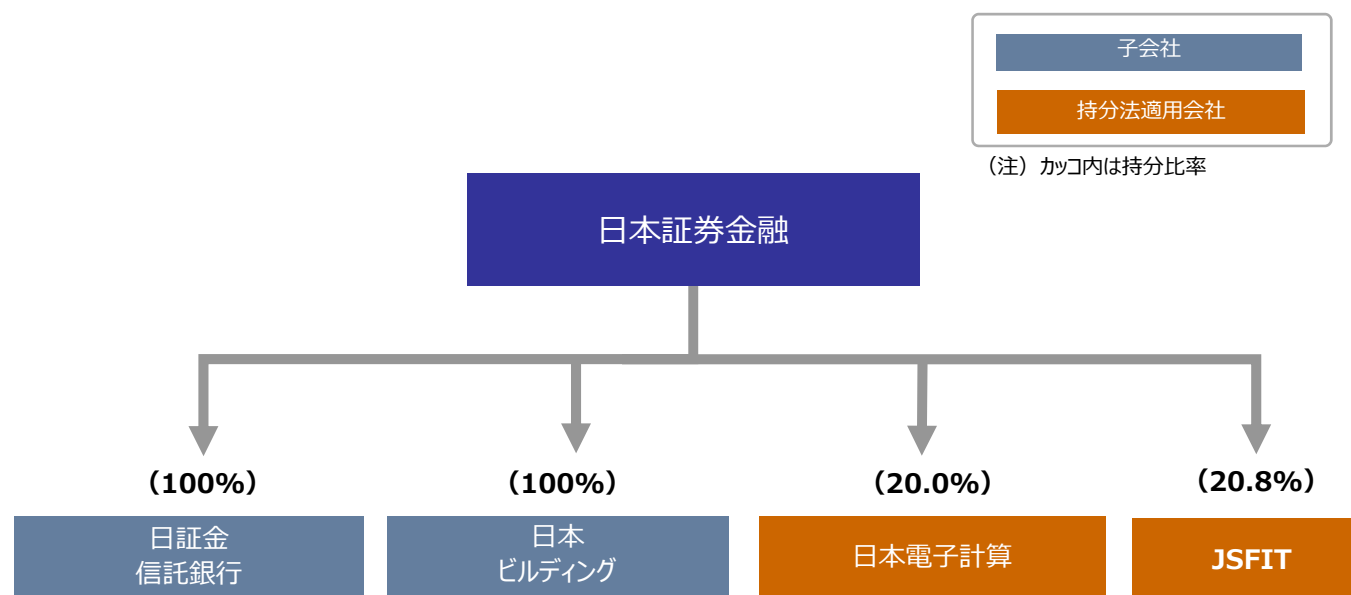 子会社
持分法適用会社
（注）カッコ内は持分比率
日本証券金融
（100%）
（100%）
（20.0%）
（20.8%）
日証金
信託銀行
日本
ビルディング
日本電子計算
JSFIT